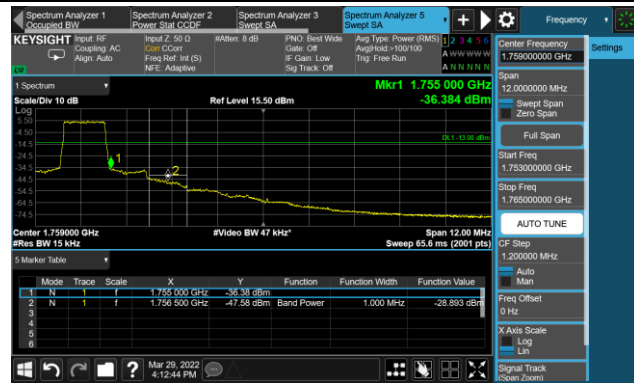 Spectrum Analyzer 1
Occupied BW
Spectrum Analyzer 2
Power Stat CCDF
Spectrum Analyzer 3
Swept SA
Spectrum Analyzer 5
Swept SA
Frequency
KEYSIGHT
Input: RF
Coupling: AC
Align: Auto
Input Z: 50 Ω
Corr CCorr
Freq Ref: Int (S)
NFE: Adaptive
#Atten: 8 dB
PNO: Best Wide
Gate: Off
IF Gain: Low
Sig Track: Off
Avg Type: Power (RMS)
Avg|Hold:>100/100
Trig: Free Run
1 2 3 4 5 6
A W W W W W
A N N N N N
1 Spectrum
Scale/Div 10 dB
Log
Ref Level 15.50 dBm
Mkr1 1.755 000 GHz
-36.384 dBm
5.50
-4.50
-14.5
-24.5
-34.5
-44.5
-54.5
-64.5
-74.5
DL1 -13.00 dBm
1
2
Center 1.759000 GHz
#Res BW 15 kHz
#Video BW 47 kHz*
Span 12.00 MHz
Sweep 65.6 ms (2001 pts)
5 Marker Table
Mode Trace Scale X Y Function Function Width Function Value
1 N 1 f 1.755 000 GHz -36.38 dBm
2 N 1 f 1.756 500 GHz -47.58 dBm Band Power 1.000 MHz -28.893 dBm
3
4
5
6
Mar 29, 2022
4:12:44 PM
Center Frequency
1.759000000 GHz
Settings
Span
12.0000000 MHz
Swept Span
Zero Span
Full Span
Start Freq
1.753000000 GHz
Stop Freq
1.765000000 GHz
AUTO TUNE
CF Step
1.200000 MHz
Auto
Man
Freq Offset
0 Hz
X Axis Scale
Log
Lin
Signal Track
(Span Zoom)